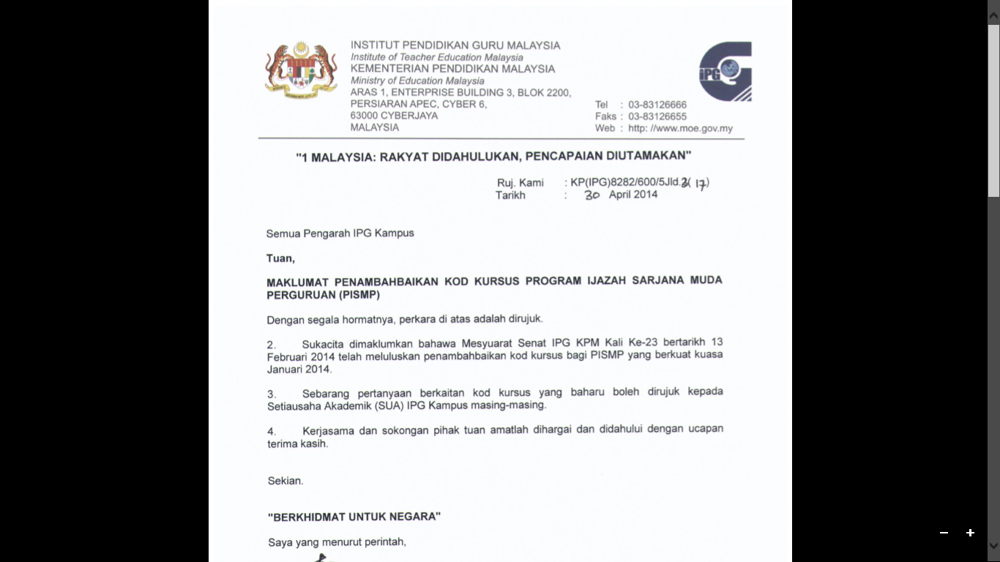 INSTITUT PENDIDIKAN GURU MALAYSIA
Institute of Teacher Education Malaysia
KEMENTERIAN PENDIDIKAN MALAYSIA
Ministry of Education Malaysia
ARAS 1, ENTERPRISE BUILDING 3, BLOK 2200,
PERSIARAN APEC, CYBER 6,
63000 CYBERJAYA
MALAYSIA
iPG
Tel : 03-83126666
Faks : 03-83126655
Web : http: //www.moe.gov.my
"1 MALAYSIA: RAKYAT DIDAHULUKAN, PENCAPAIAN DIUTAMAKAN"
Ruj. Kami : KP(IPG)8282/600/5Jld.3( 17)
Tarikh : 30 April 2014
Semua Pengarah IPG Kampus
Tuan,
MAKLUMAT PENAMBAHBAIKAN KOD KURSUS PROGRAM IJAZAH SARJANA MUDA
PERGURUAN (PISMP)
Dengan segala hormatnya, perkara di atas adalah dirujuk.
2. Sukacita dimaklumkan bahawa Mesyuarat Senat IPG KPM Kali Ke-23 bertarikh 13
Februari 2014 telah meluluskan penambahbaikan kod kursus bagi PISMP yang berkuat kuasa
Januari 2014.
3. Sebarang pertanyaan berkaitan kod kursus yang baharu boleh dirujuk kepada
Setiausaha Akademik (SUA) IPG Kampus masing-masing.
4. Kerjasama dan sokongan pihak tuan amatlah dihargai dan didahului dengan ucapan
terima kasih.
Sekian.
"BERKHIDMAT UNTUK NEGARA"
Saya yang menurut perintah,